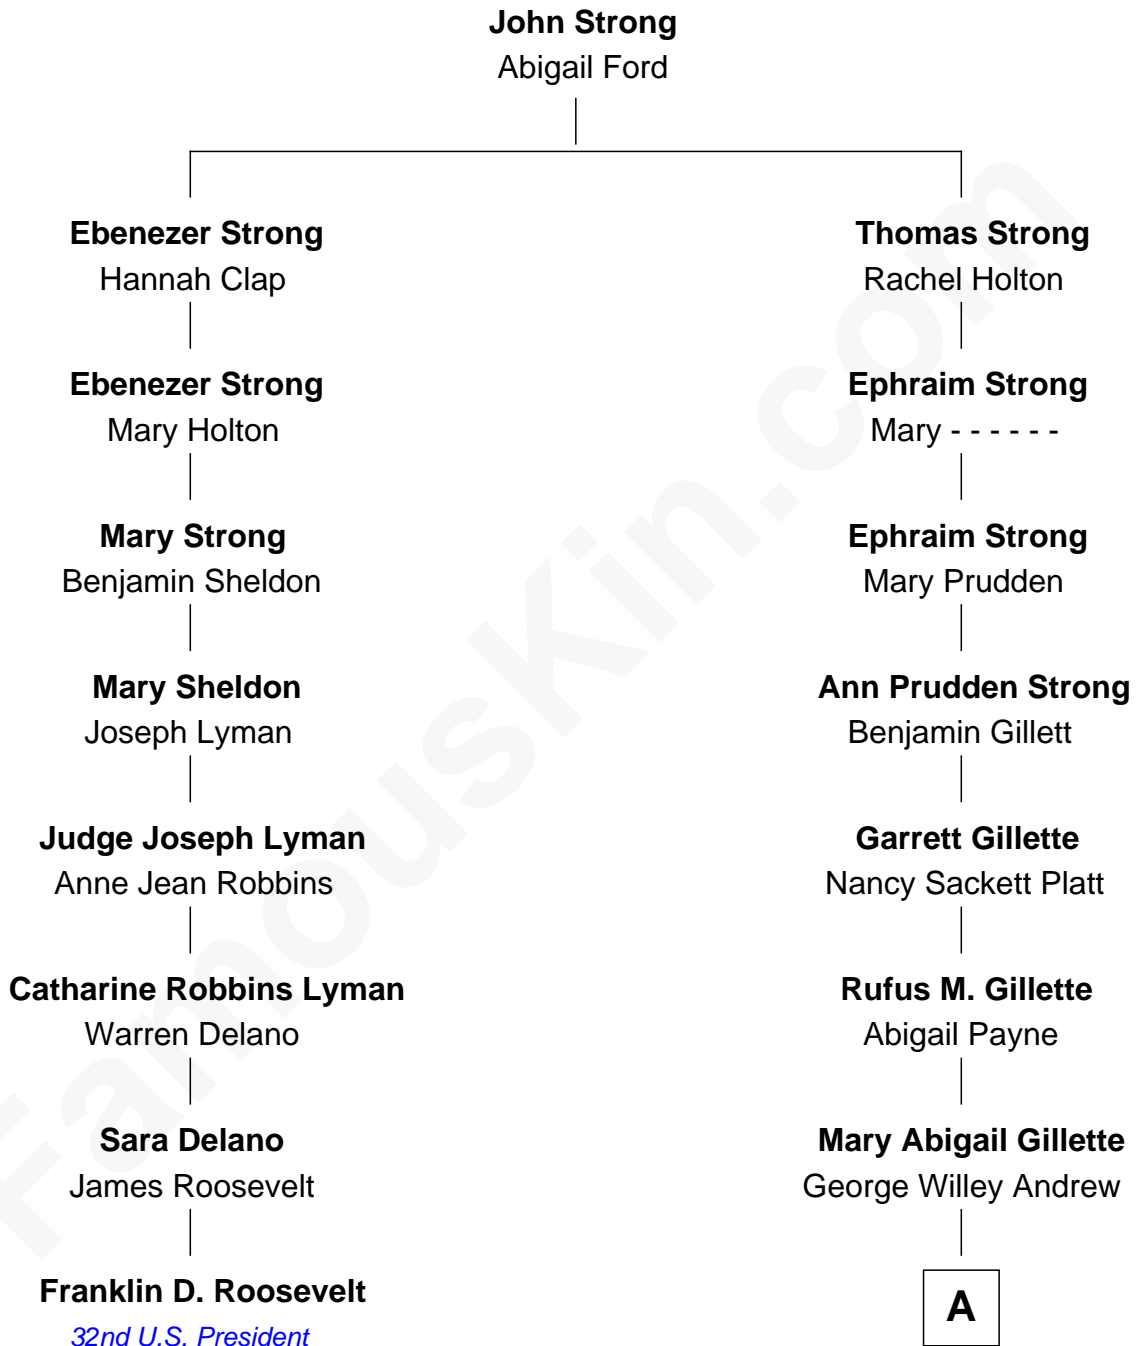 John Strong
Abigail Ford
Ebenezer Strong
Hannah Clap
Thomas Strong
Rachel Holton
Ebenezer Strong
Mary Holton
Ephraim Strong
Mary - - - - - -
Mary Strong
Benjamin Sheldon
Ephraim Strong
Mary Prudden
Mary Sheldon
Joseph Lyman
Ann Prudden Strong
Benjamin Gillett
Judge Joseph Lyman
Anne Jean Robbins
Garrett Gillette
Nancy Sackett Platt
Catharine Robbins Lyman
Warren Delano
Rufus M. Gillette
Abigail Payne
Sara Delano
James Roosevelt
Mary Abigail Gillette
George Willey Andrew
Franklin D. Roosevelt
32nd U.S. President
A
FamousKin.com